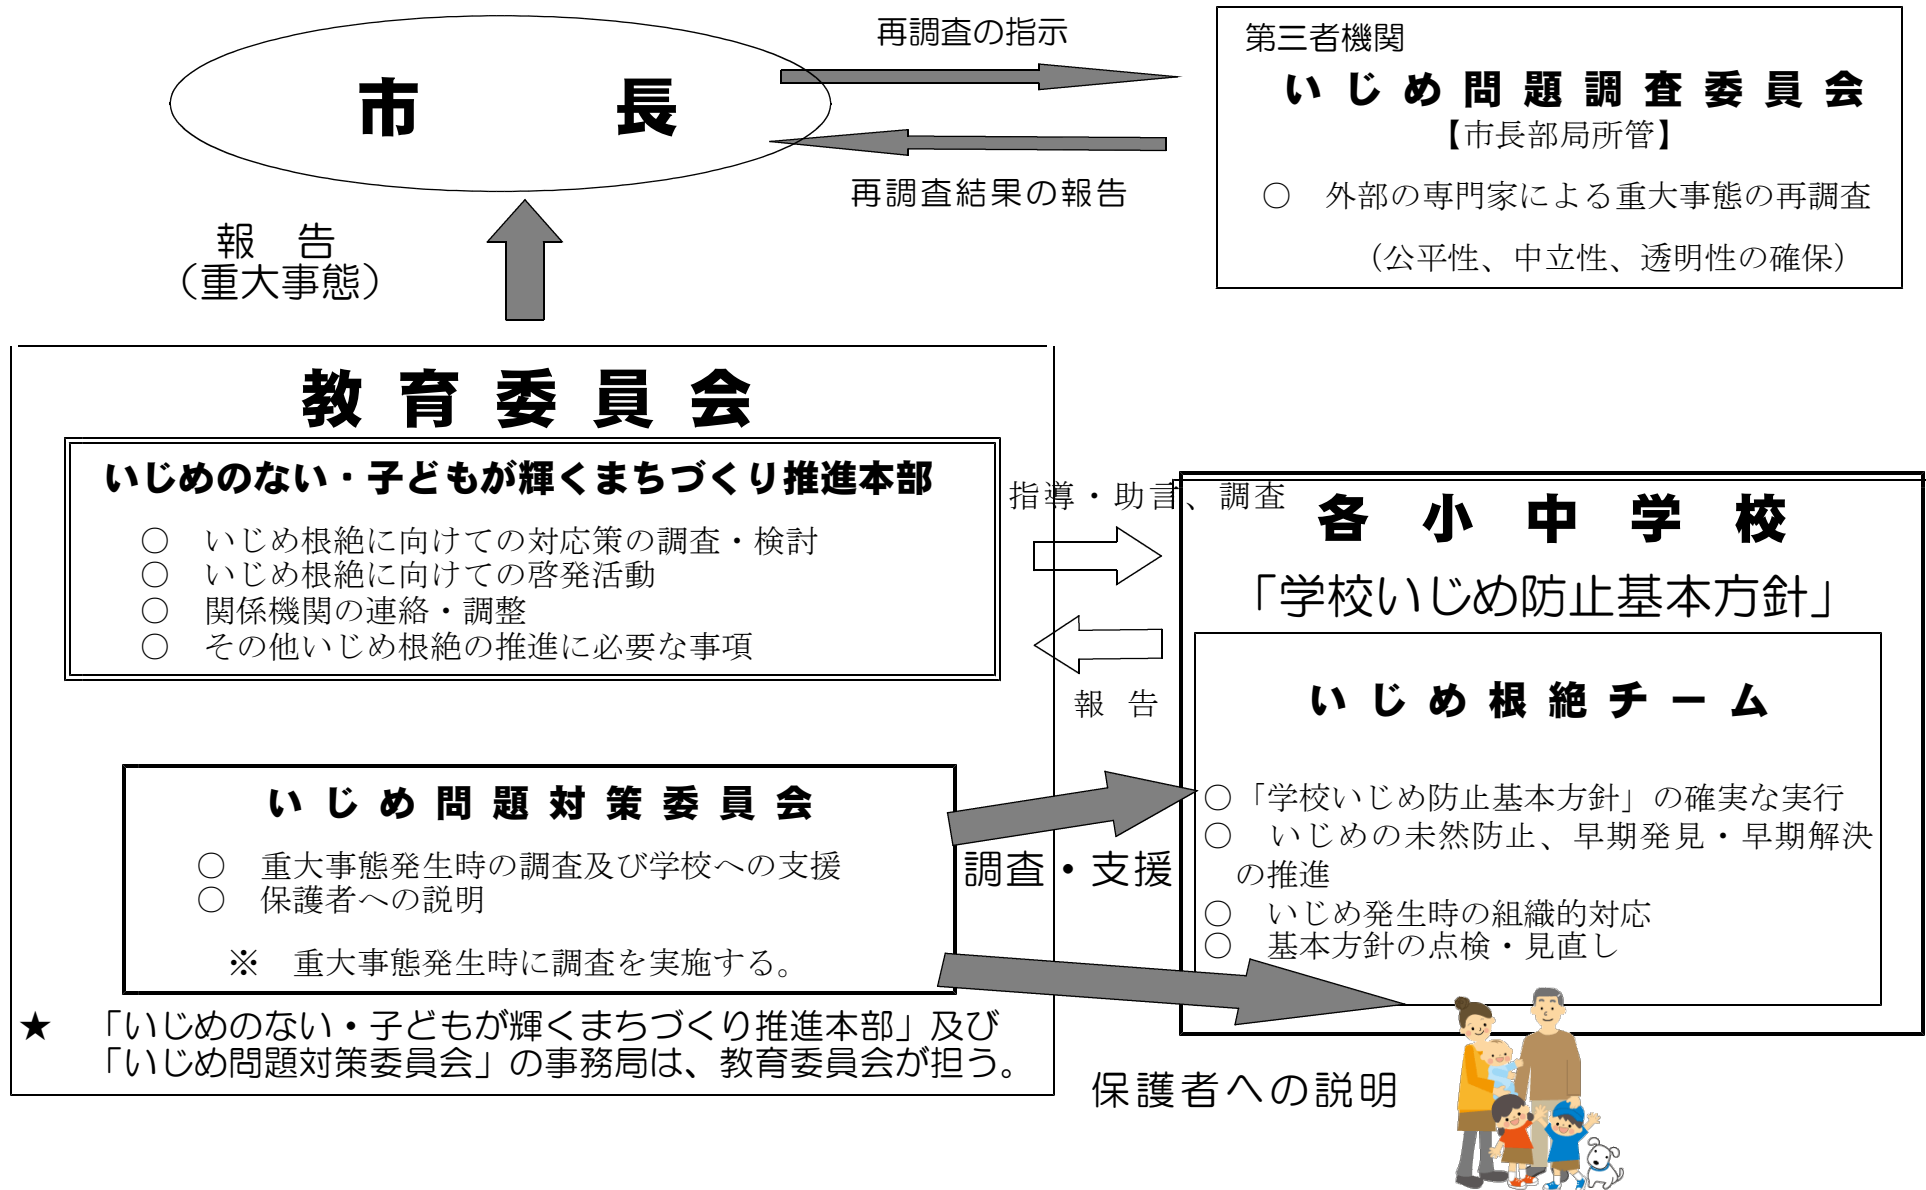 再調査の指示
市　長
再調査結果の報告
第三者機関
いじめ問題調査委員会
【市長部局所管】
○　外部の専門家による重大事態の再調査
（公平性、中立性、透明性の確保）
報　告
（重大事態）
教育委員会
いじめのない・子どもが輝くまちづくり推進本部
○　いじめ根絶に向けての対応策の調査・検討
○　いじめ根絶に向けての啓発活動
○　関係機関の連絡・調整
○　その他いじめ根絶の推進に必要な事項
指導・助言、調査
報　告
いじめ問題対策委員会
○　重大事態発生時の調査及び学校への支援
○　保護者への説明
※　重大事態発生時に調査を実施する。
★　「いじめのない・子どもが輝くまちづくり推進本部」及び
「いじめ問題対策委員会」の事務局は、教育委員会が担う。
調査・支援
各小中学校
「学校いじめ防止基本方針」
いじめ根絶チーム
○「学校いじめ防止基本方針」の確実な実行
○　いじめの未然防止、早期発見・早期解決
の推進
○　いじめ発生時の組織的対応
○　基本方針の点検・見直し
保護者への説明